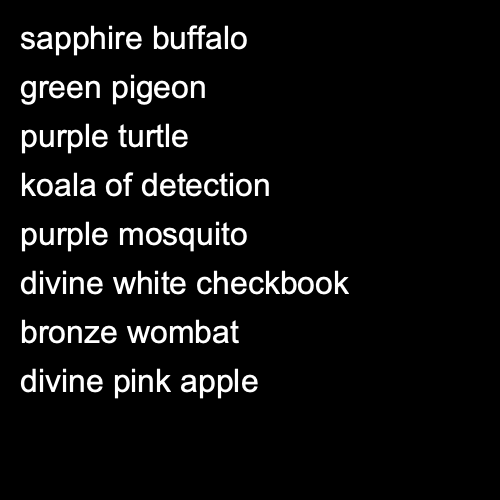 sapphire buffalo
green pigeon
purple turtle
koala of detection
purple mosquito
divine white checkbook
bronze wombat
divine pink apple